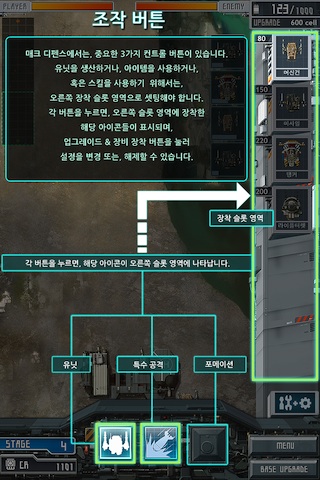 PLAYER
ENEMY
123/1000
UPGRADE 600 cell
조작 버튼
매크 디펜스에서는, 중요한 3가지 컨트롤 버튼이 있습니다.
유닛을 생산하거나, 아이템을 사용하거나,
혹은 스킬을 사용하기 위해서는,
오른쪽 장착 슬롯 영역으로 셋팅해야 합니다.
각 버튼을 누르면, 오른쪽 슬롯 영역에 장착한
해당 아이콘들이 표시되며,
업그레이드 & 장비 장착 버튼을 눌러
설정을 변경 또는, 해제할 수 있습니다.
80
머신건
100
미사일
150
탱커
200
라이플더블
장착 슬롯 영역
각 버튼을 누르면, 해당 아이콘이 오른쪽 슬롯 영역에 나타납니다.
유닛
특수 공격
포메이션
STAGE 4
CR 1101
MENU
BASE UPGRADE